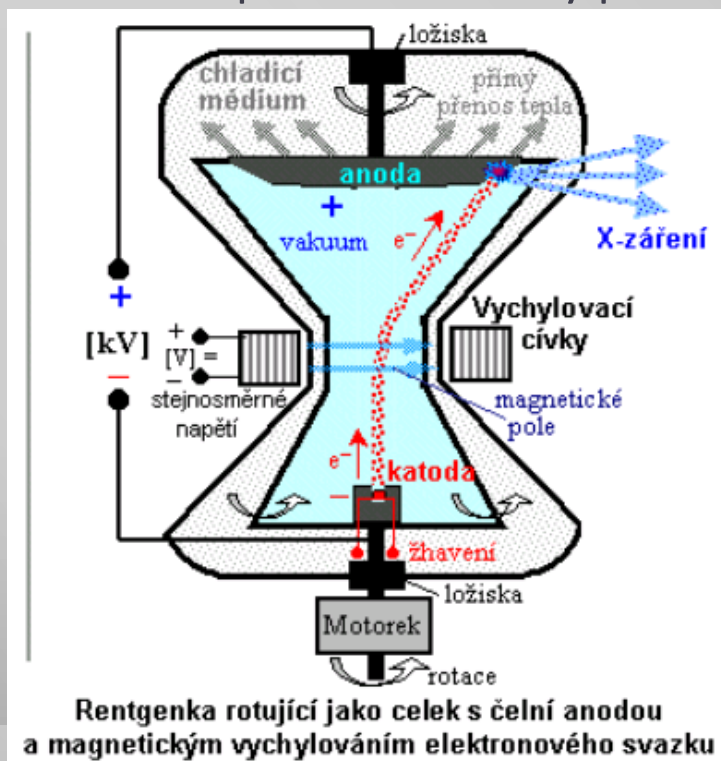 ložiska
chladicí
médium
přímý
přenos tepla
anoda
+
vakuum
e⁻
X-záření
+
[kV]
−
+
[V] =
−
stejnosměrné
napětí
Vychylovací
cívky
magnetické
pole
e⁻
katoda
−
žhavení
ložiska
Motorek
rotace
Rentgenka rotující jako celek s čelní anodou
a magnetickým vychylováním elektronového svazku